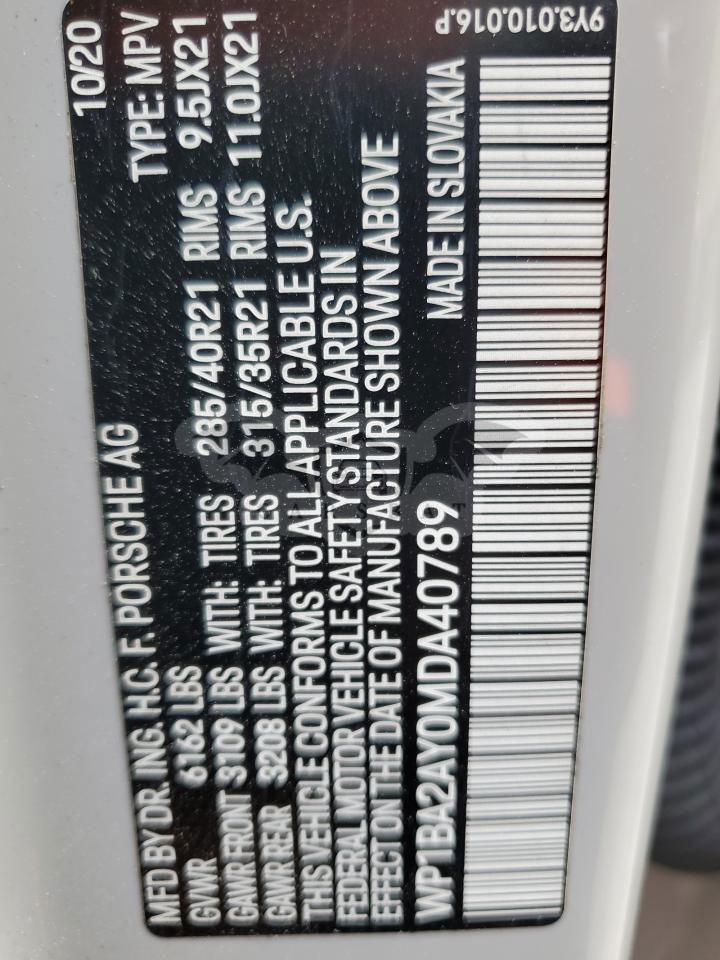 9Y3.010.016.P
MFD BY DR. ING. H.C. F. PORSCHE AG 10/20
GVWR 6162 LBS TYPE: MPV
GAWR FRONT 3109 LBS WITH: TIRES 285/40R21 RIMS 9.5JX21
GAWR REAR 3208 LBS WITH: TIRES 315/35R21 RIMS 11.0JX21
THIS VEHICLE CONFORMS TO ALL APPLICABLE U.S.
FEDERAL MOTOR VEHICLE SAFETY STANDARDS IN
EFFECT ON THE DATE OF MANUFACTURE SHOWN ABOVE
WP1BA2AY0MDA40789 MADE IN SLOVAKIA